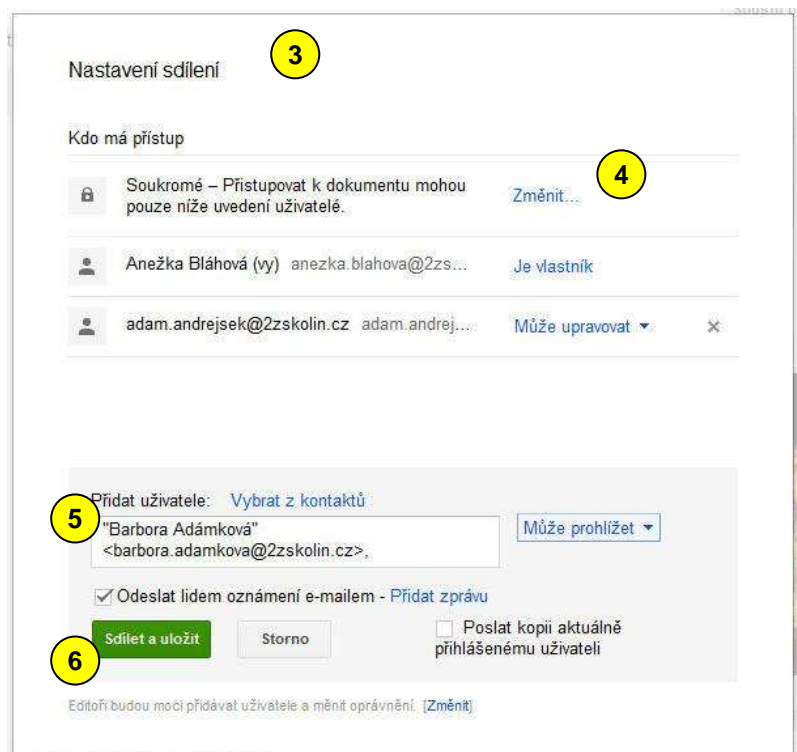 3
Nastavení sdílení
Kdo má přístup
4
Soukromé – Přistupovat k dokumentu mohou
pouze níže uvedení uživatelé.
Změnit...
Anežka Bláhová (vy) anezka.blahova@2zs... Je vlastník
adam.andrejsek@2zskolin.cz adam.andrej... Může upravovat
Přidat uživatele: Vybrat z kontaktů
5
"Barbora Adámková"
<barbora.adamkova@2zskolin.cz>,
Může prohlížet
Odeslat lidem oznámení e-mailem - Přidat zprávu
Sdílet a uložit
Storno
Poslat kopii aktuálně
přihlášenému uživateli
6
Editoři budou moci přidávat uživatele a měnit oprávnění. [Změnit]